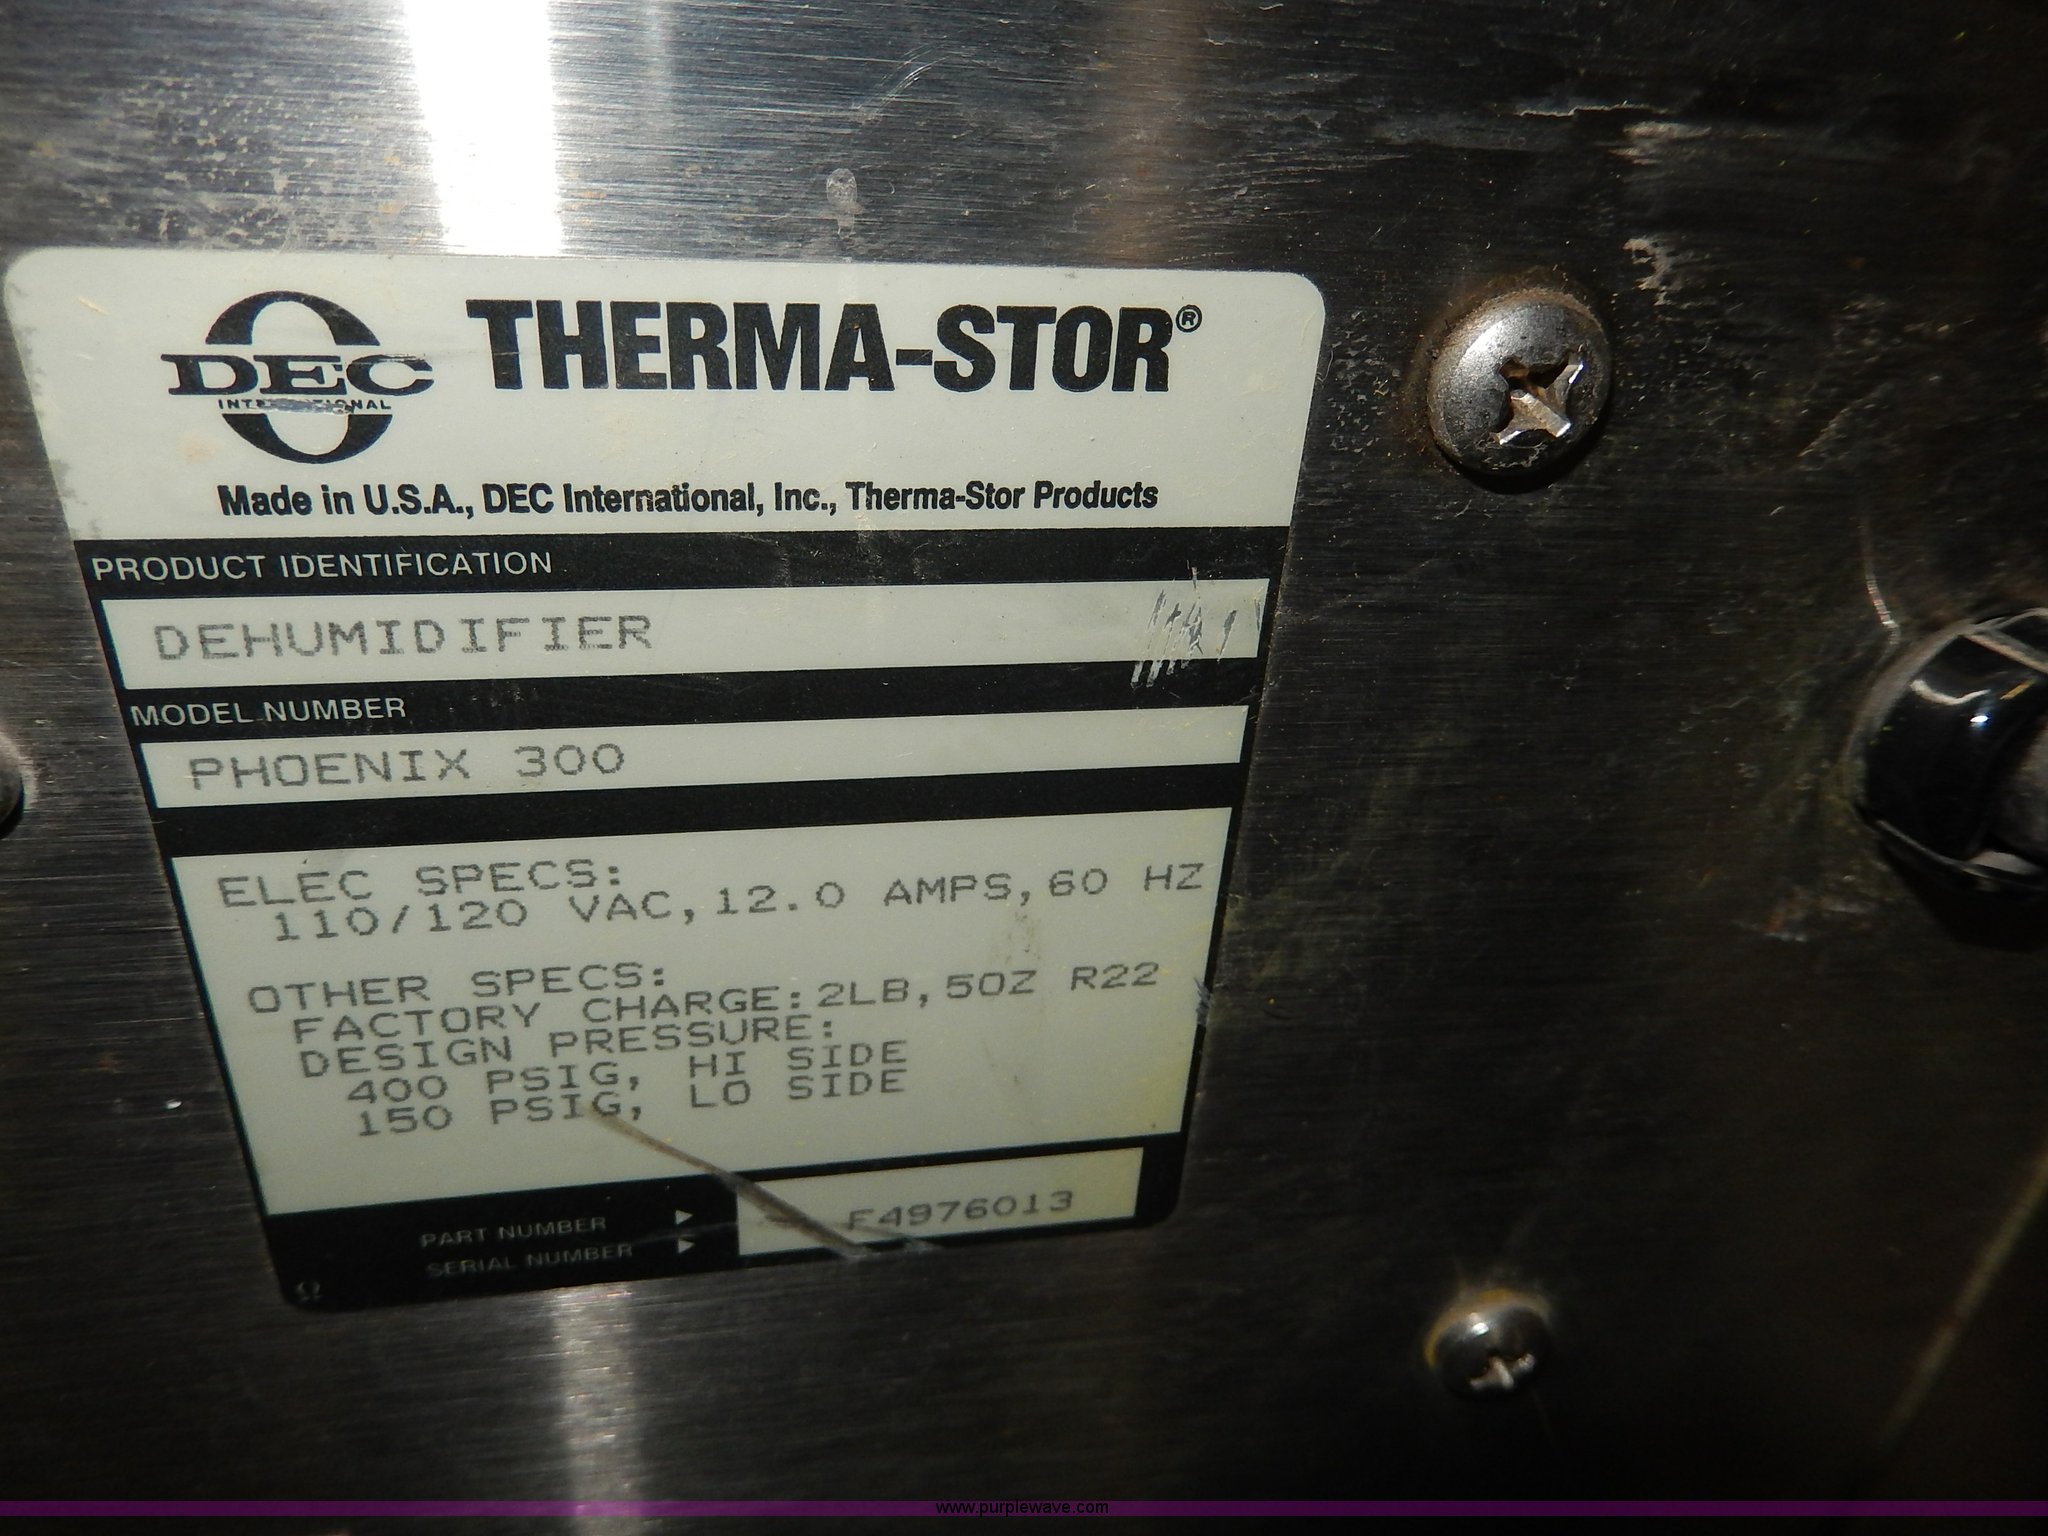 DEC
INTERNATIONAL
THERMA-STOR®
Made in U.S.A., DEC International, Inc., Therma-Stor Products
PRODUCT IDENTIFICATION
DEHUMIDIFIER
MODEL NUMBER
PHOENIX 300
ELEC SPECS:
110/120 VAC,12.0 AMPS,60 HZ
OTHER SPECS:
FACTORY CHARGE:2LB,5OZ R22
DESIGN PRESSURE:
400 PSIG, HI SIDE
150 PSIG, LO SIDE
PART NUMBER ▶
SERIAL NUMBER ▶
F4976013
www.purplewave.com